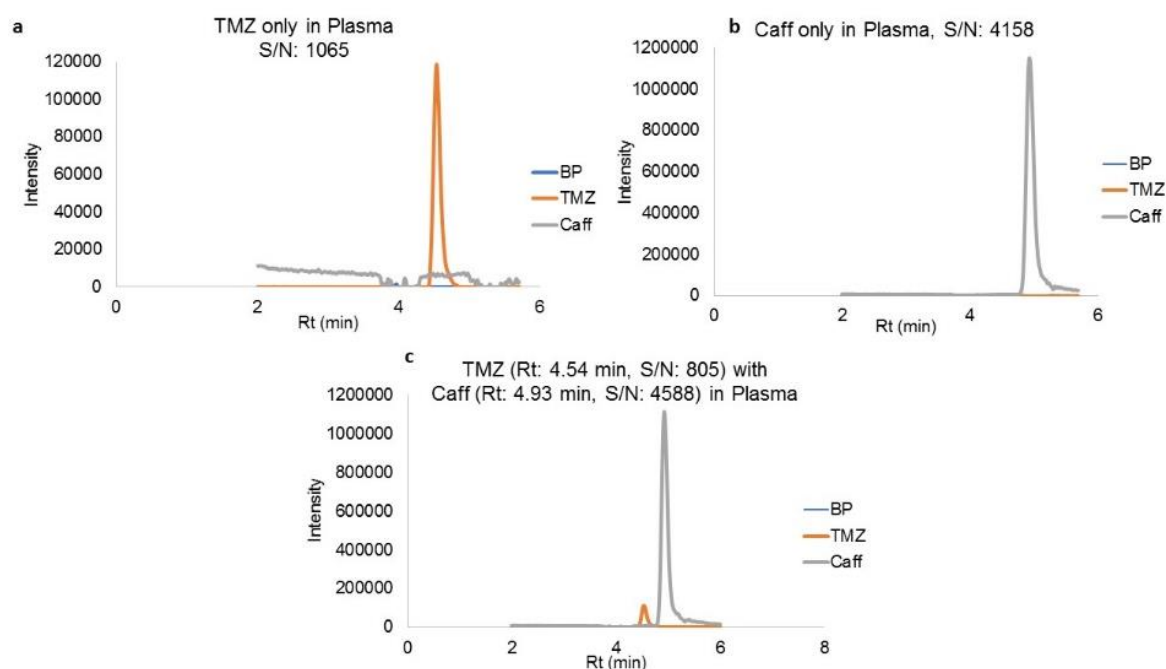 a
TMZ only in Plasma
S/N: 1065
120000
100000
80000
60000
40000
20000
0
Intensity
0
2
4
6
Rt (min)
BP
TMZ
Caff
b
Caff only in Plasma, S/N: 4158
1200000
1000000
800000
600000
400000
200000
0
Intensity
0
2
4
6
Rt (min)
BP
TMZ
Caff
c
TMZ (Rt: 4.54 min, S/N: 805) with
Caff (Rt: 4.93 min, S/N: 4588) in Plasma
1200000
1000000
800000
600000
400000
200000
0
Intensity
0
2
4
6
8
Rt (min)
BP
TMZ
Caff